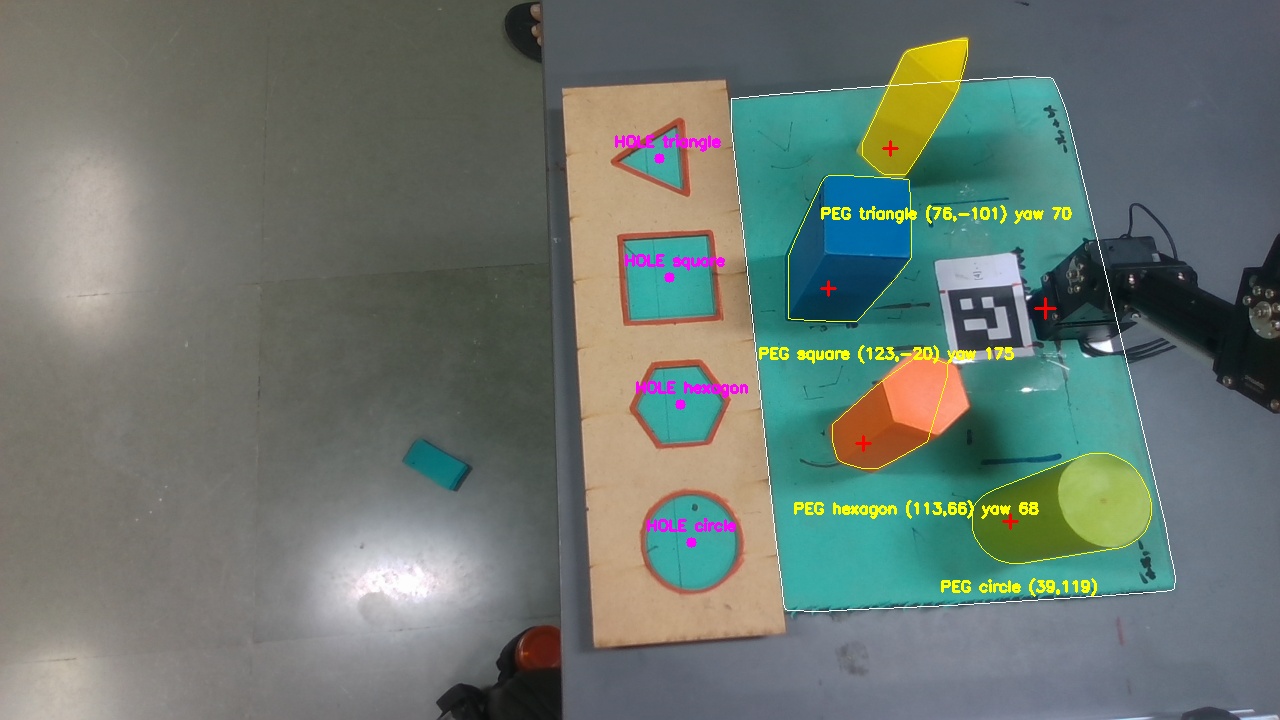 HOLE triangle
PEG triangle (76,-101) yaw 70
HOLE square
PEG square (123,-20) yaw 175
HOLE hexagon
PEG hexagon (113,66) yaw 68
HOLE circle
PEG circle (39,119)